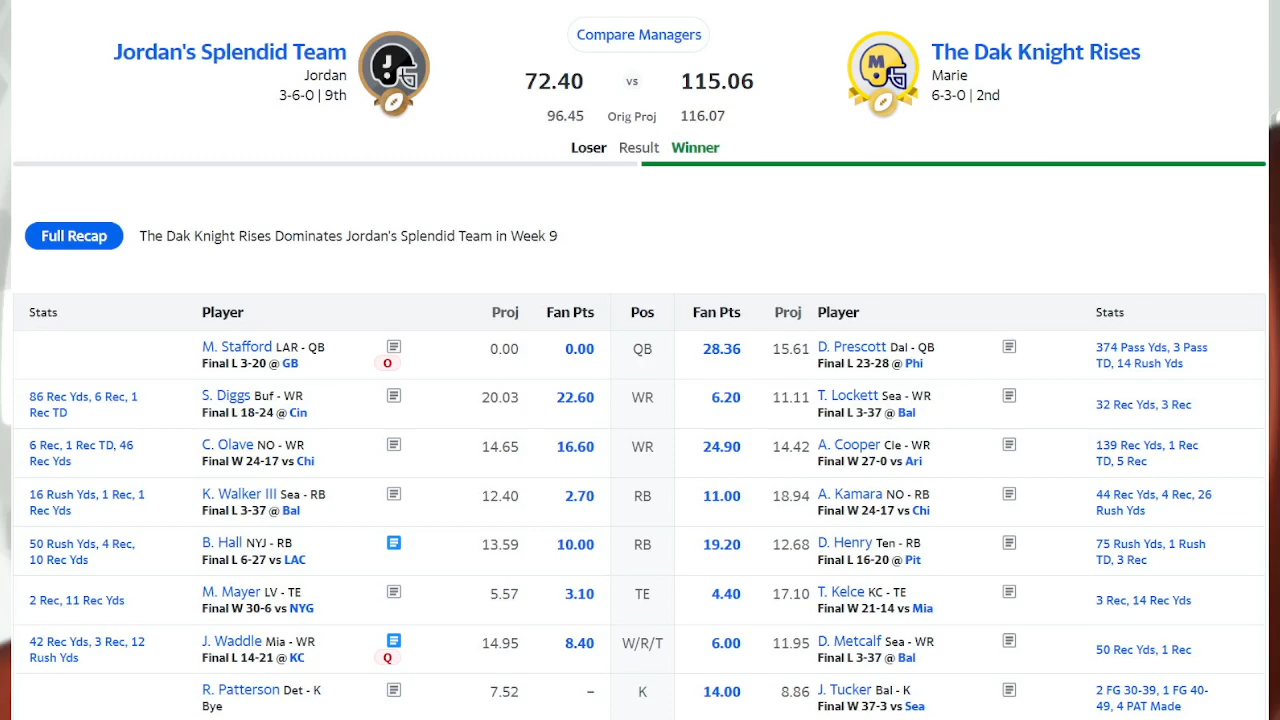 Compare Managers
Jordan's Splendid Team
Jordan
3-6-0 | 9th
J
72.40 vs 115.06
96.45 Orig Proj 116.07
Loser Result Winner
M
The Dak Knight Rises
Marie
6-3-0 | 2nd
Full Recap The Dak Knight Rises Dominates Jordan's Splendid Team in Week 9
Stats Player Proj Fan Pts Pos Fan Pts Proj Player Stats
M. Stafford LAR - QB
Final L 3-20 @ GB
O
0.00 0.00 QB 28.36 15.61
D. Prescott Dal - QB
Final L 23-28 @ Phi
374 Pass Yds, 3 Pass
TD, 14 Rush Yds
86 Rec Yds, 6 Rec, 1
Rec TD
S. Diggs Buf - WR
Final L 18-24 @ Cin
20.03 22.60 WR 6.20 11.11
T. Lockett Sea - WR
Final L 3-37 @ Bal
32 Rec Yds, 3 Rec
6 Rec, 1 Rec TD, 46
Rec Yds
C. Olave NO - WR
Final W 24-17 vs Chi
14.65 16.60 WR 24.90 14.42
A. Cooper Cle - WR
Final W 27-0 vs Ari
139 Rec Yds, 1 Rec
TD, 5 Rec
16 Rush Yds, 1 Rec, 1
Rec Yds
K. Walker III Sea - RB
Final L 3-37 @ Bal
12.40 2.70 RB 11.00 18.94
A. Kamara NO - RB
Final W 24-17 vs Chi
44 Rec Yds, 4 Rec, 26
Rush Yds
50 Rush Yds, 4 Rec,
10 Rec Yds
B. Hall NYJ - RB
Final L 6-27 vs LAC
13.59 10.00 RB 19.20 12.68
D. Henry Ten - RB
Final L 16-20 @ Pit
75 Rush Yds, 1 Rush
TD, 3 Rec
2 Rec, 11 Rec Yds
M. Mayer LV - TE
Final W 30-6 vs NYG
5.57 3.10 TE 4.40 17.10
T. Kelce KC - TE
Final W 21-14 vs Mia
3 Rec, 14 Rec Yds
42 Rec Yds, 3 Rec, 12
Rush Yds
J. Waddle Mia - WR
Final L 14-21 @ KC
Q
14.95 8.40 W/R/T 6.00 11.95
D. Metcalf Sea - WR
Final L 3-37 @ Bal
50 Rec Yds, 1 Rec
R. Patterson Det - K
Bye
7.52 – K 14.00 8.86
J. Tucker Bal - K
Final W 37-3 vs Sea
2 FG 30-39, 1 FG 40-
49, 4 PAT Made